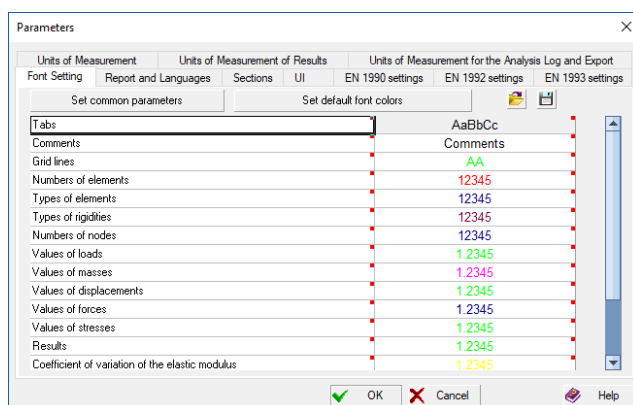 Parameters
Units of Measurement Units of Measurement of Results Units of Measurement for the Analysis Log and Export
Font Setting Report and Languages Sections UI EN 1990 settings EN 1992 settings EN 1993 settings
Set common parameters Set default font colors
Tabs AaBbCc
Comments Comments
Grid lines AA
Numbers of elements 12345
Types of elements 12345
Types of rigidities 12345
Numbers of nodes 12345
Values of loads 1.2345
Values of masses 1.2345
Values of displacements 1.2345
Values of forces 1.2345
Values of stresses 1.2345
Results 1.2345
Coefficient of variation of the elastic modulus 1.2345
OK Cancel Help